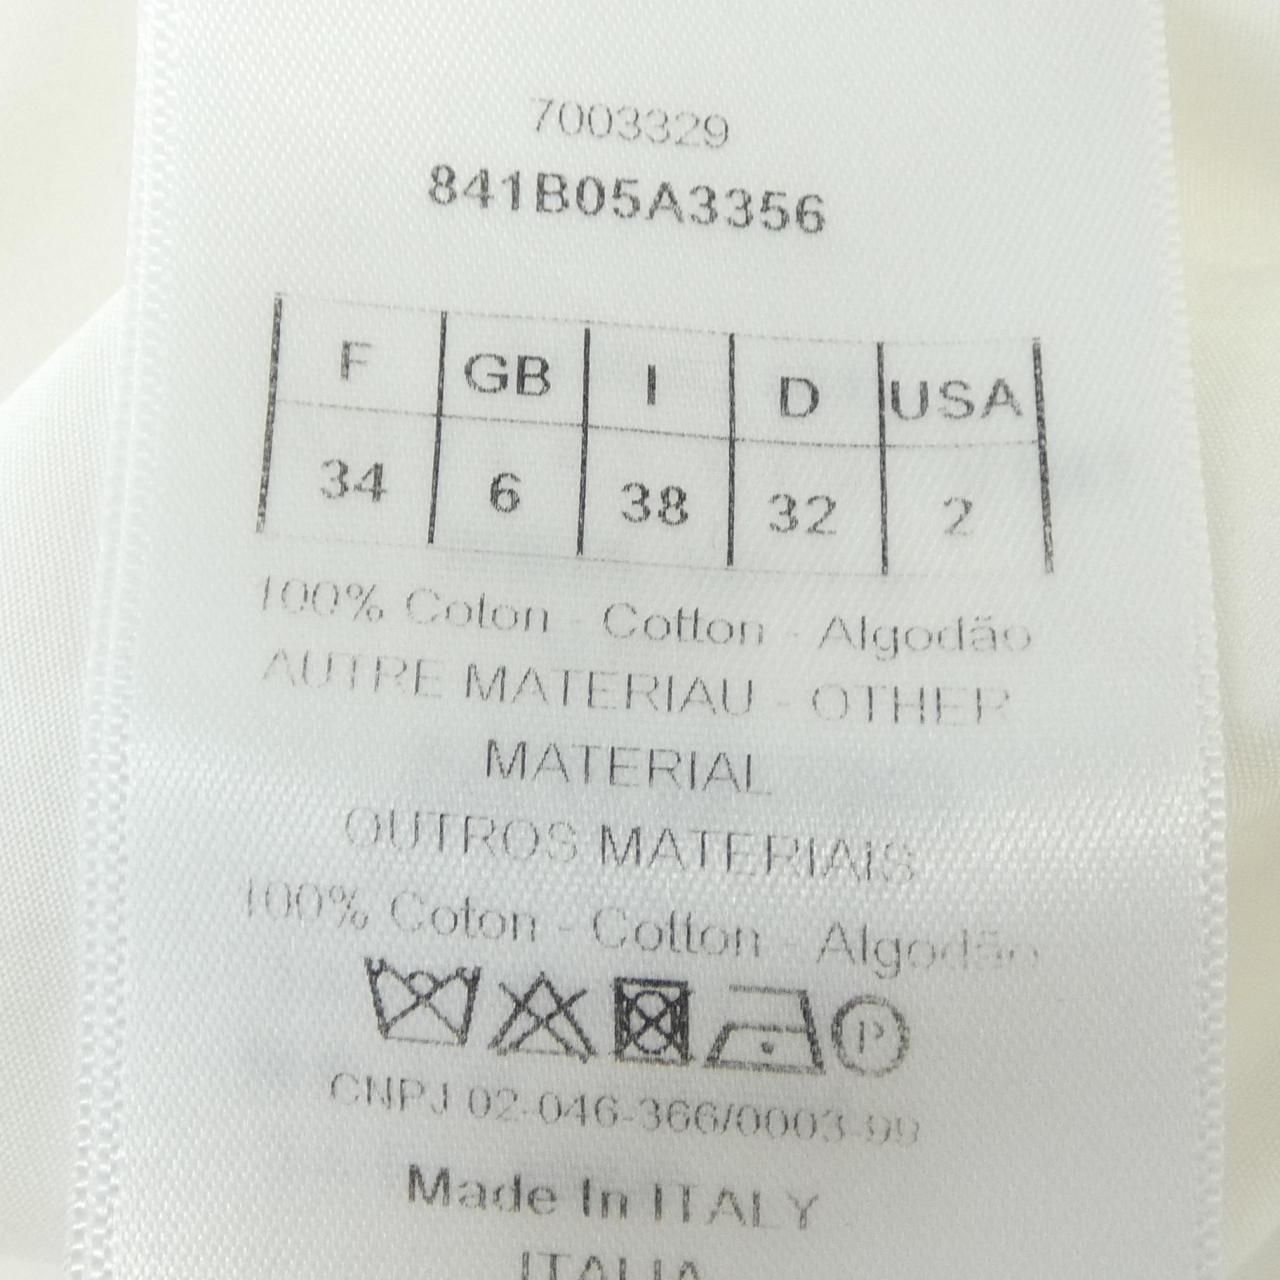 7003329
841B05A3356
F GB I D USA
34 6 38 32 2
100% Coton - Cotton - Algodão
AUTRE MATERIAU - OTHER
MATERIAL
OUTROS MATERIAIS
100% Coton - Cotton - Algodão
P
CNPJ 02-046-366/0003-99
Made In ITALY
ITALIA